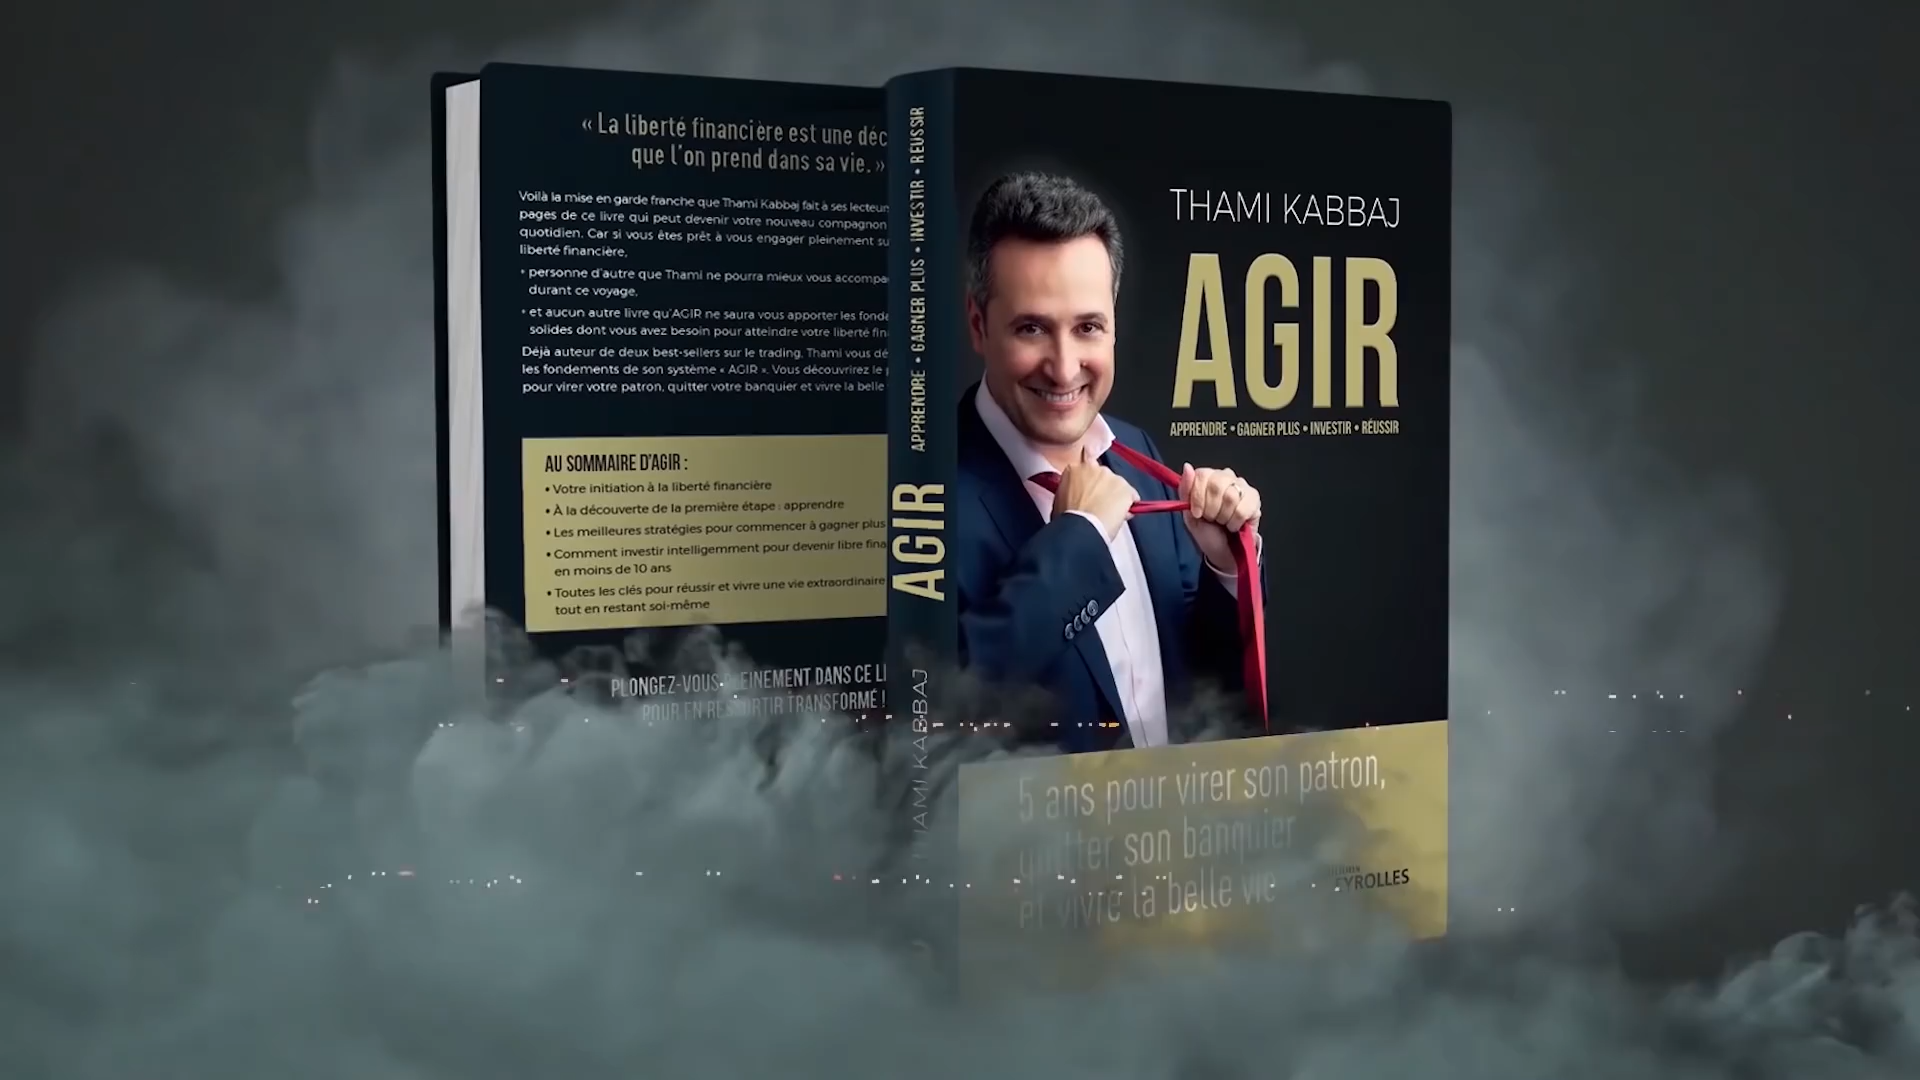 « La liberté financière est une déc
que l'on prend dans sa vie. »
Voilà la mise en garde franche que Thami Kabbaj fait à ses lecteur
pages de ce livre qui peut devenir votre nouveau compagnon
quotidien. Car si vous êtes prêt à vous engager pleinement su
liberté financière,
• personne d'autre que Thami ne pourra mieux vous accompa
durant ce voyage,
• et aucun autre livre qu'AGIR ne saura vous apporter les fonde
solides dont vous avez besoin pour atteindre votre liberté fin
Déjà auteur de deux best-sellers sur le trading, Thami vous dé
les fondements de son système « AGIR ». Vous découvrirez le p
pour virer votre patron, quitter votre banquier et vivre la belle
AU SOMMAIRE D'AGIR :
• Votre initiation à la liberté financière
• À la découverte de la première étape : apprendre
• Les meilleures stratégies pour commencer à gagner plus
• Comment investir intelligemment pour devenir libre fina
en moins de 10 ans
• Toutes les clés pour réussir et vivre une vie extraordinaire
tout en restant soi-même
PLONGEZ-VOUS PLEINEMENT DANS CE LI
POUR EN RESSORTIR TRANSFORMÉ !
THAMI KABBAJ
AGIR
APPRENDRE • GAGNER PLUS • INVESTIR • RÉUSSIR
THAMI KABBAJ
AGIR
APPRENDRE • GAGNER PLUS • INVESTIR • RÉUSSIR
5 ans pour virer son patron,
quitter son banquier
et vivre la belle vie
EYROLLES